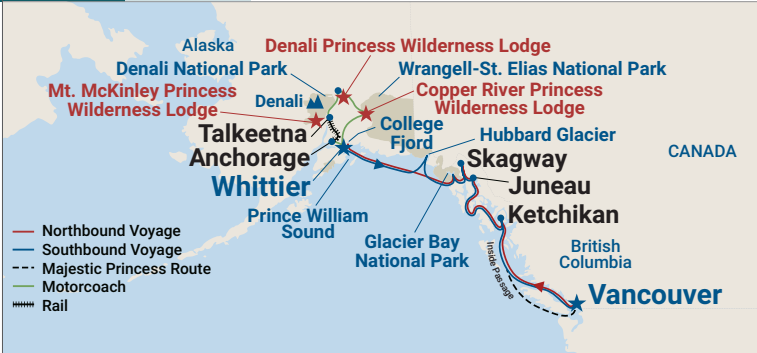 Alaska
Denali Princess Wilderness Lodge
Denali National Park
Wrangell-St. Elias National Park
Mt. McKinley Princess
Wilderness Lodge
Denali
Copper River Princess
Wilderness Lodge
Talkeetna
College
Fjord
Anchorage
Hubbard Glacier
Skagway
CANADA
Whittier
Juneau
Prince William
Sound
Ketchikan
Glacier Bay
National Park
Northbound Voyage
Southbound Voyage
Majestic Princess Route
Motorcoach
Rail
Inside Passage
British
Columbia
Vancouver